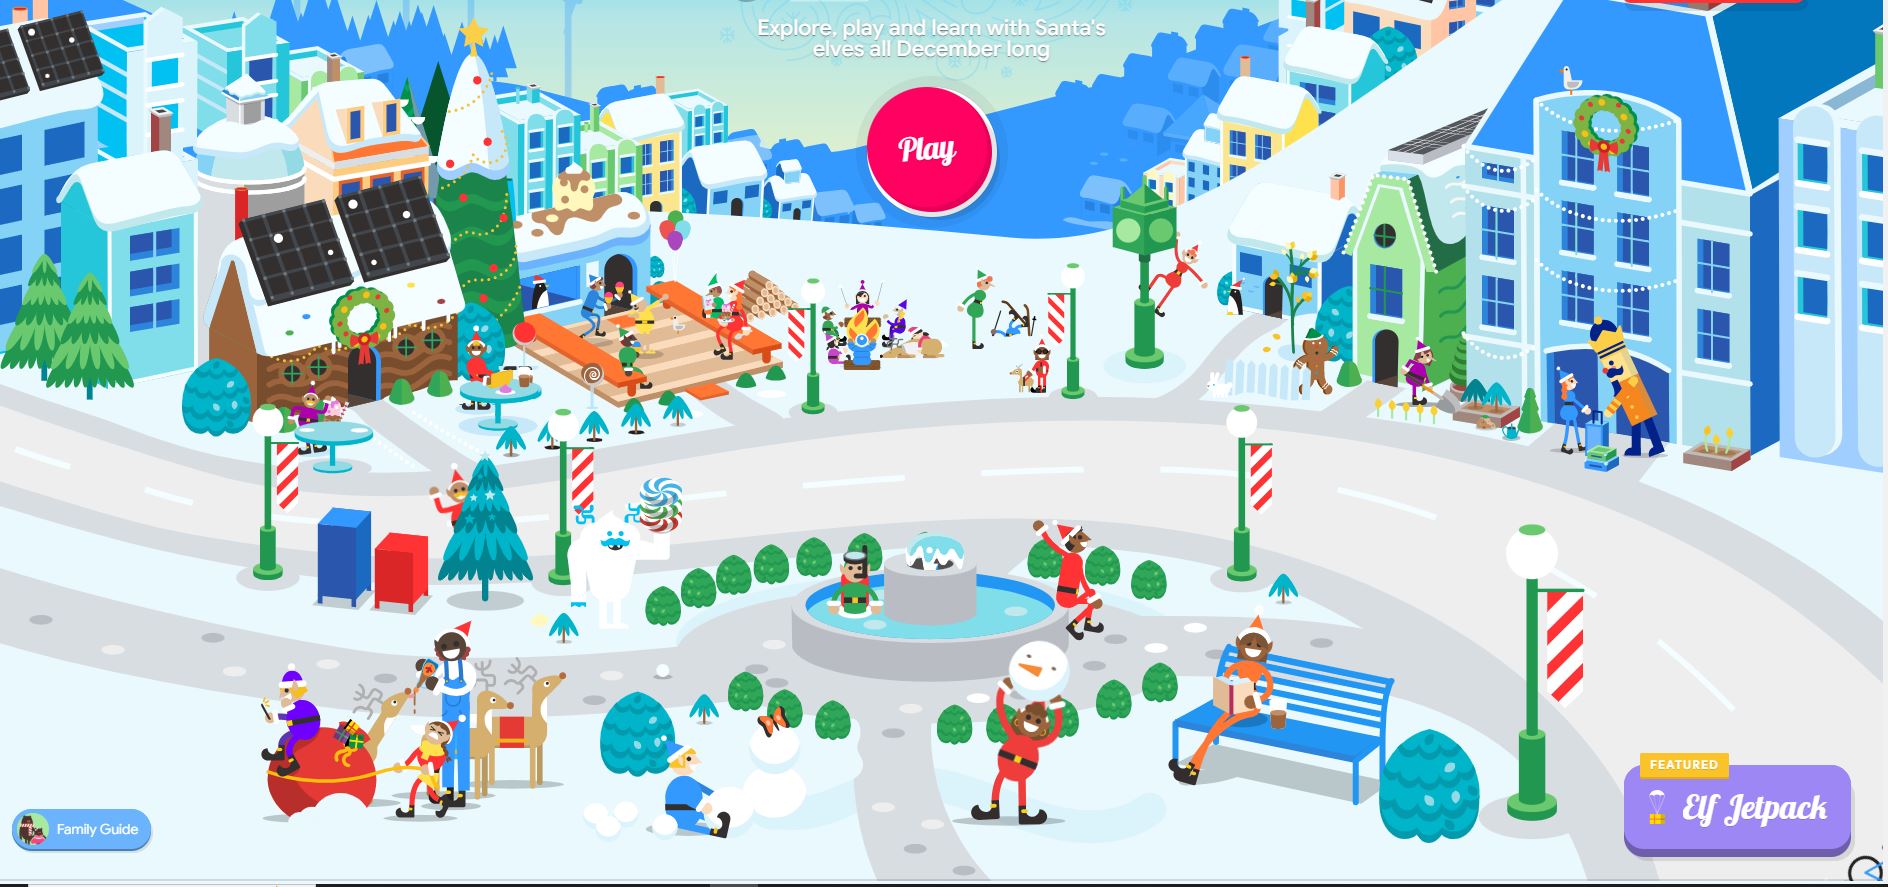 Explore, play and learn with Santa's
elves all December long
Play
FEATURED
Elf Jetpack
Family Guide